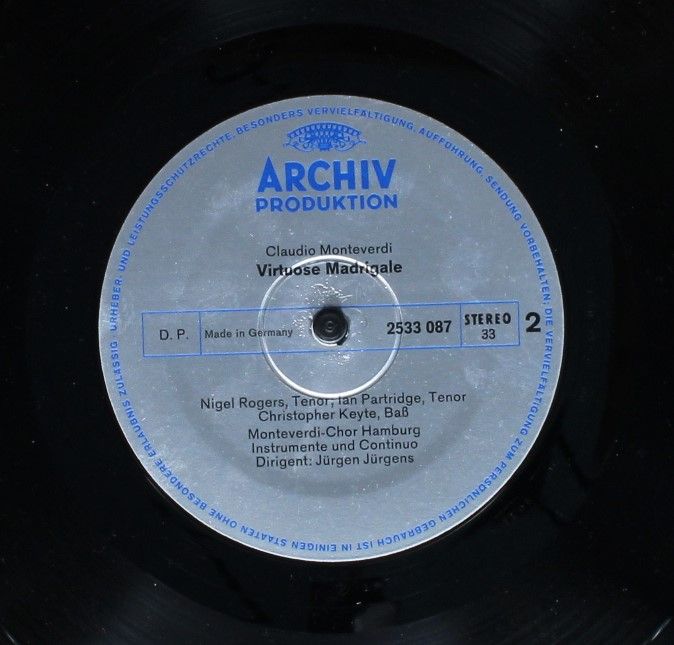 URHEBER- UND LEISTUNGSSCHUTZRECHTE, BESONDERS VERVIELFÄLTIGUNG, AUFFÜHRUNG, SENDUNG VORBEHALTEN; DIE VERVIELFÄLTIGUNG ZUM PERSÖNLICHEN GEBRAUCH IST IN EINIGEN STAATEN OHNE BESONDERE ERLAUBNIS ZULÄSSIG ·
ARCHIV
PRODUKTION
Claudio Monteverdi
Virtuose Madrigale
D. P. Made in Germany 2533 087 STEREO 33 2
Nigel Rogers, Tenor; Ian Partridge, Tenor
Christopher Keyte, Baß
Monteverdi-Chor Hamburg
Instrumente und Continuo
Dirigent: Jürgen Jürgens